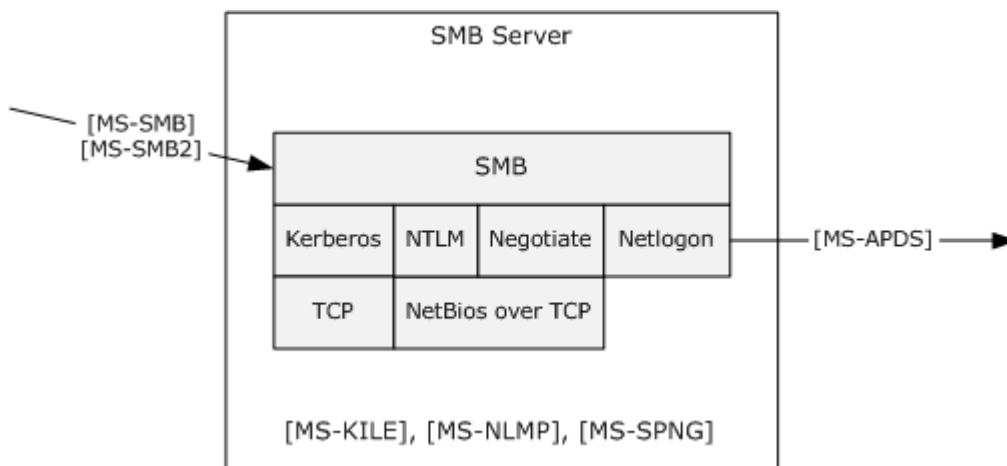 SMB Server
[MS-SMB]
[MS-SMB2]
SMB
Kerberos NTLM Negotiate Netlogon
[MS-APDS]
TCP NetBios over TCP
[MS-KILE], [MS-NLMP], [MS-SPNG]